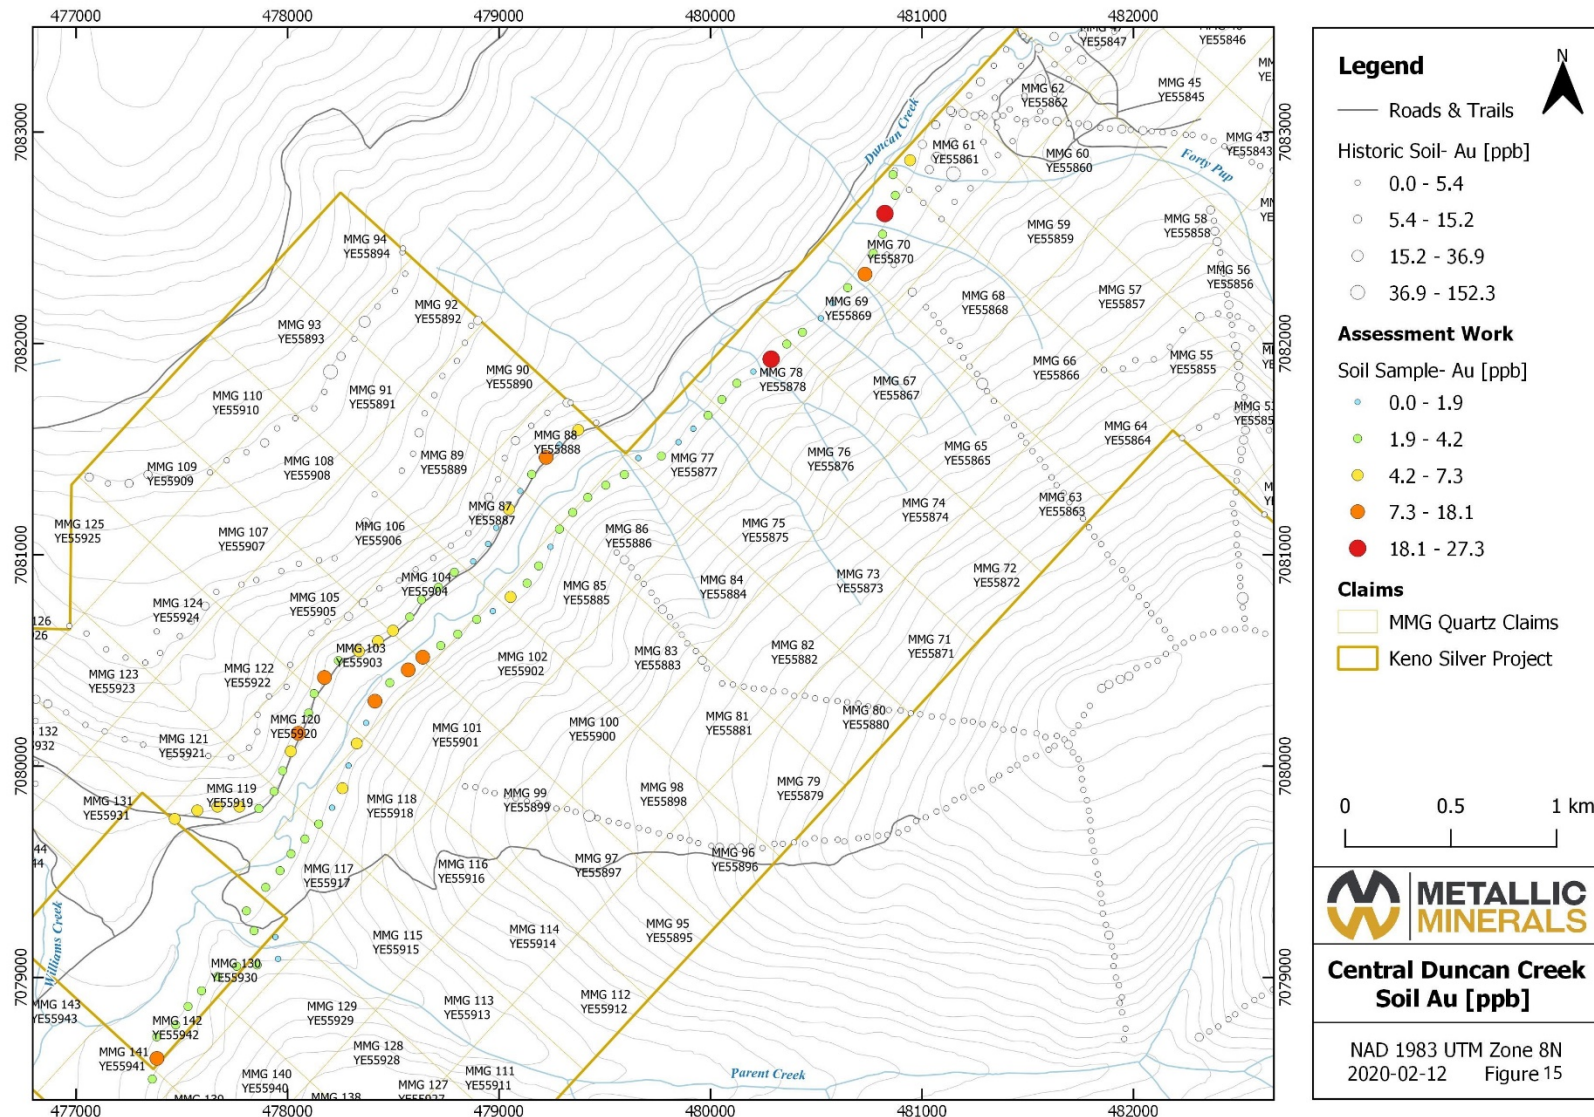 477000
478000
479000
480000
481000
482000
7083000
7082000
7081000
7080000
7079000
YE55847
YE55846
MMG 62
YE55862
MMG 45
YE55845
MMG 61
YE55861
MMG 60
YE55860
MMG 43
YE55843
Duncan Creek
Forty Pup
MMG 94
YE55894
MMG 70
YE55870
MMG 59
YE55859
MMG 58
YE55858
MMG 92
YE55892
MMG 93
YE55893
MMG 69
YE55869
MMG 68
YE55868
MMG 57
YE55857
MMG 56
YE55856
MMG 90
YE55890
MMG 91
YE55891
MMG 110
YE55910
MMG 78
YE55878
MMG 67
YE55867
MMG 66
YE55866
MMG 55
YE55855
MMG 88
YE55888
MMG 89
YE55889
MMG 108
YE55908
MMG 109
YE55909
MMG 77
YE55877
MMG 76
YE55876
MMG 65
YE55865
MMG 64
YE55864
MMG 125
YE55925
MMG 107
YE55907
MMG 106
YE55906
MMG 87
YE55887
MMG 86
YE55886
MMG 75
YE55875
MMG 74
YE55874
MMG 63
YE55863
MMG 124
YE55924
MMG 105
YE55905
MMG 104
YE55904
MMG 85
YE55885
MMG 84
YE55884
MMG 73
YE55873
MMG 72
YE55872
MMG 123
YE55923
MMG 122
YE55922
MMG 103
YE55903
MMG 102
YE55902
MMG 83
YE55883
MMG 82
YE55882
MMG 71
YE55871
MMG 121
YE55921
MMG 120
YE55920
MMG 101
YE55901
MMG 100
YE55900
MMG 81
YE55881
MMG 80
YE55880
MMG 131
YE55931
MMG 119
YE55919
MMG 118
YE55918
MMG 99
YE55899
MMG 98
YE55898
MMG 79
YE55879
MMG 117
YE55917
MMG 116
YE55916
MMG 97
YE55897
MMG 96
YE55896
Williams Creek
MMG 115
YE55915
MMG 114
YE55914
MMG 95
YE55895
MMG 130
YE55930
MMG 143
YE55943
MMG 142
YE55942
MMG 129
YE55929
MMG 113
YE55913
MMG 112
YE55912
MMG 141
YE55941
MMG 128
YE55928
MMG 140
YE55940
MMG 127
MMG 111
YE55911
Parent Creek
477000
478000
479000
480000
481000
482000
7083000
7082000
7081000
7080000
7079000
Legend
N
Roads & Trails
Historic Soil- Au [ppb]
0.0 - 5.4
5.4 - 15.2
15.2 - 36.9
36.9 - 152.3
Assessment Work
Soil Sample- Au [ppb]
0.0 - 1.9
1.9 - 4.2
4.2 - 7.3
7.3 - 18.1
18.1 - 27.3
Claims
MMG Quartz Claims
Keno Silver Project
0 0.5 1 km
METALLIC
MINERALS
Central Duncan Creek
Soil Au [ppb]
NAD 1983 UTM Zone 8N
2020-02-12 Figure 15